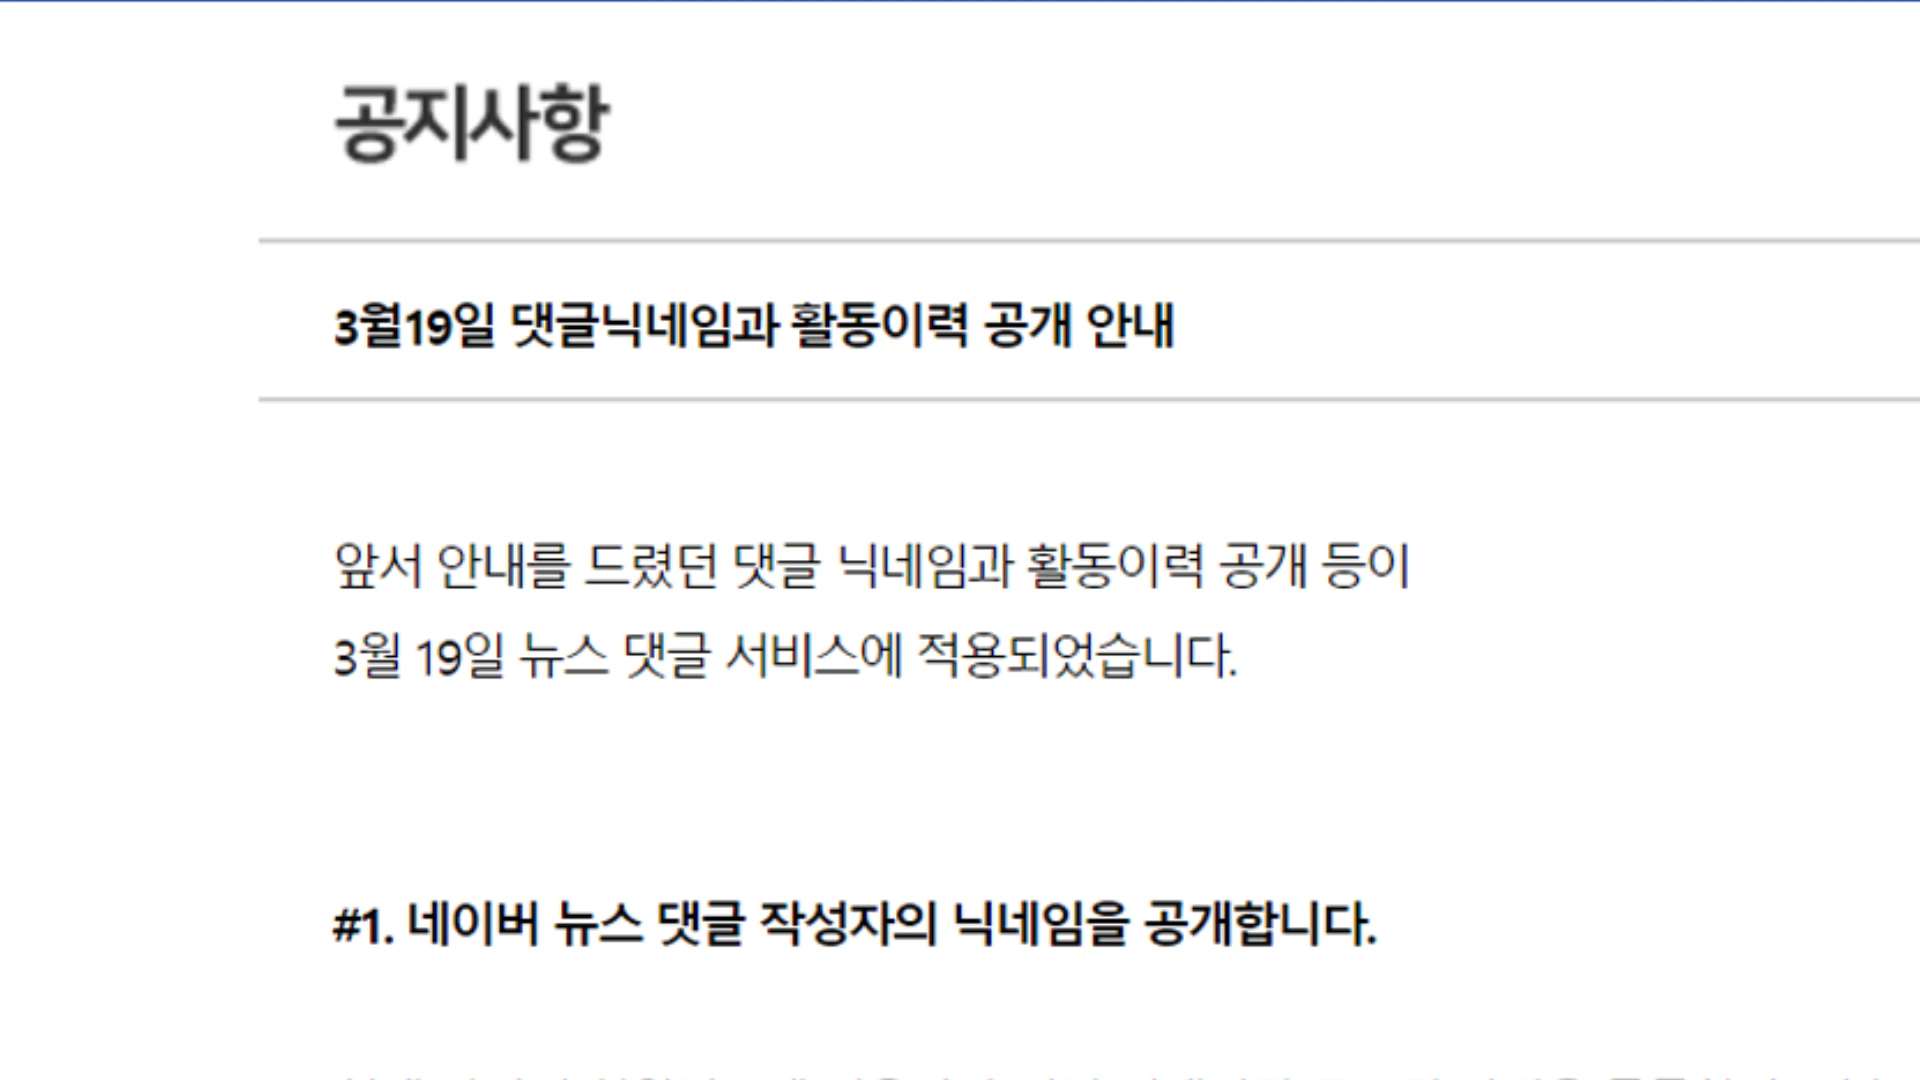 공지사항
3월19일 댓글닉네임과 활동이력 공개 안내
앞서 안내를 드렸던 댓글 닉네임과 활동이력 공개 등이
3월 19일 뉴스 댓글 서비스에 적용되었습니다.
#1. 네이버 뉴스 댓글 작성자의 닉네임을 공개합니다.